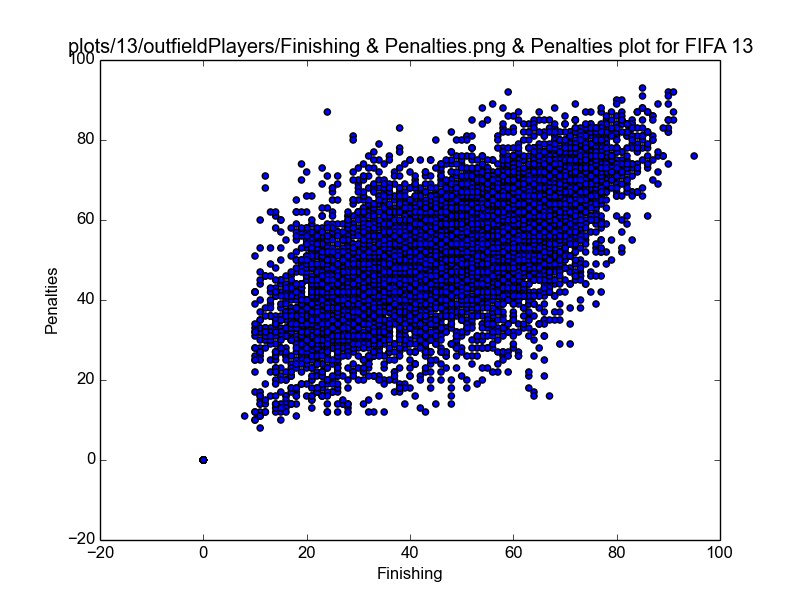 plots/13/outfieldPlayers/Finishing & Penalties.png & Penalties plot for FIFA 13
100
80
60
40
20
0
−20
Penalties
−20 0 20 40 60 80 100
Finishing